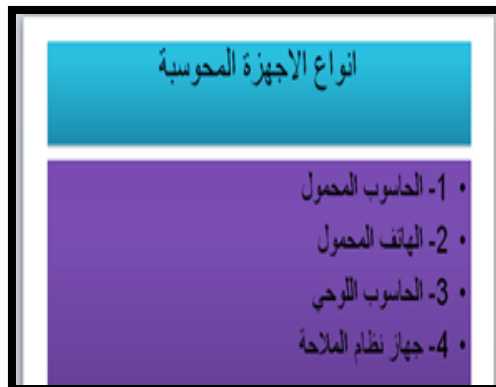 انواع الاجهزة المحوسبة
• 1- الحاسوب المحمول
• 2- الهاتف المحمول
• 3- الحاسوب اللوحي
• 4- جهاز نظام الملاحة